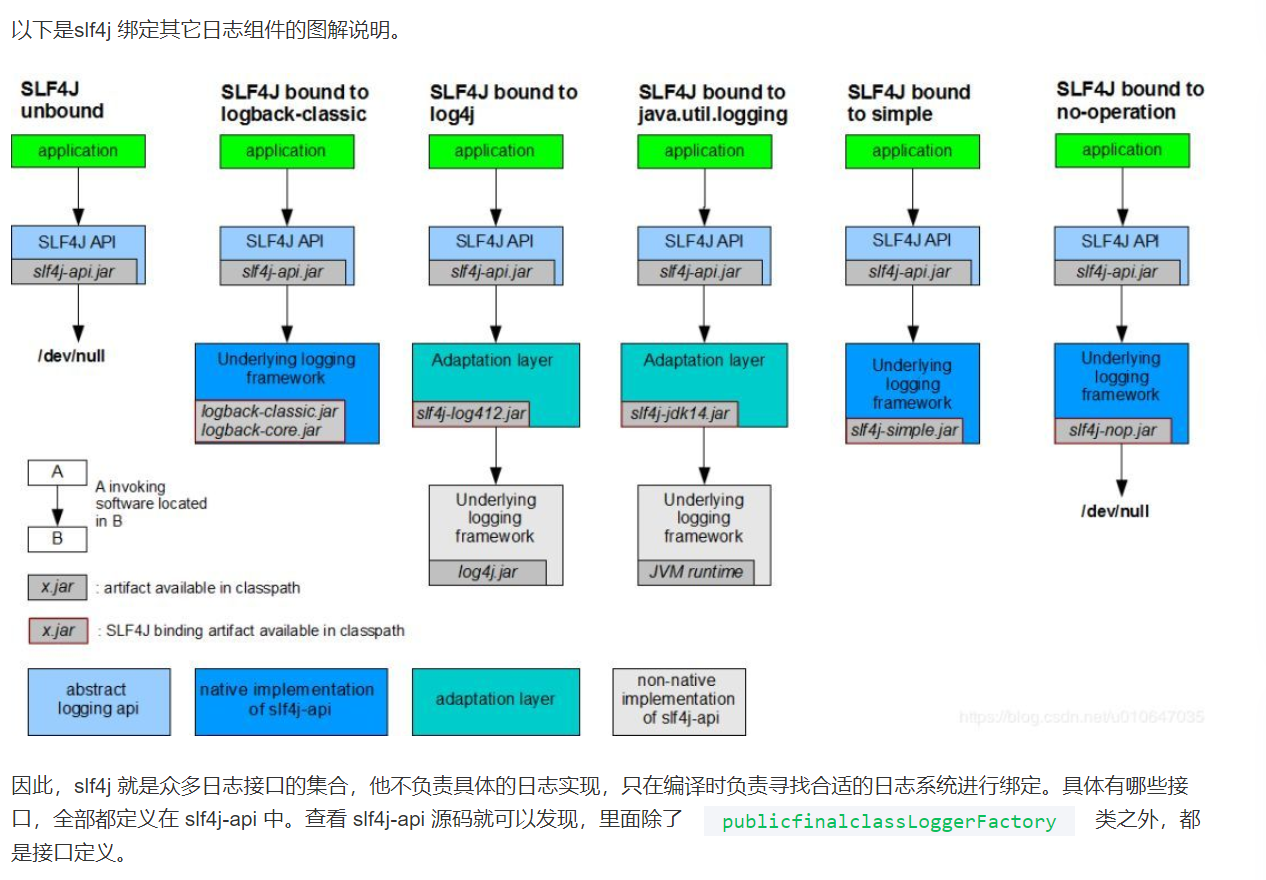 以下是slf4j 绑定其它日志组件的图解说明。
SLF4J
unbound
SLF4J bound to
logback-classic
SLF4J bound to
log4j
SLF4J bound to
java.util.logging
SLF4J bound
to simple
SLF4J bound to
no-operation
application
application
application
application
application
application
SLF4J API
slf4j-api.jar
SLF4J API
slf4j-api.jar
SLF4J API
slf4j-api.jar
SLF4J API
slf4j-api.jar
SLF4J API
slf4j-api.jar
SLF4J API
slf4j-api.jar
/dev/null
Underlying logging
framework
logback-classic.jar
logback-core.jar
Adaptation layer
slf4j-log412.jar
Adaptation layer
slf4j-jdk14.jar
Underlying
logging
framework
slf4j-simple.jar
Underlying
logging
framework
slf4j-nop.jar
Underlying
logging
framework
log4j.jar
Underlying
logging
framework
JVM runtime
/dev/null
A
B
A invoking
software located
in B
x.jar : artifact available in classpath
x.jar : SLF4J binding artifact available in classpath
abstract
logging api
native implementation
of slf4j-api
adaptation layer
non-native
implementation
of slf4j-api
https://blog.csdn.net/u010647035
因此，slf4j 就是众多日志接口的集合，他不负责具体的日志实现，只在编译时负责寻找合适的日志系统进行绑定。具体有哪些接
口，全部都定义在 slf4j-api 中。查看 slf4j-api 源码就可以发现，里面除了 publicfinalclassLoggerFactory 类之外，都
是接口定义。